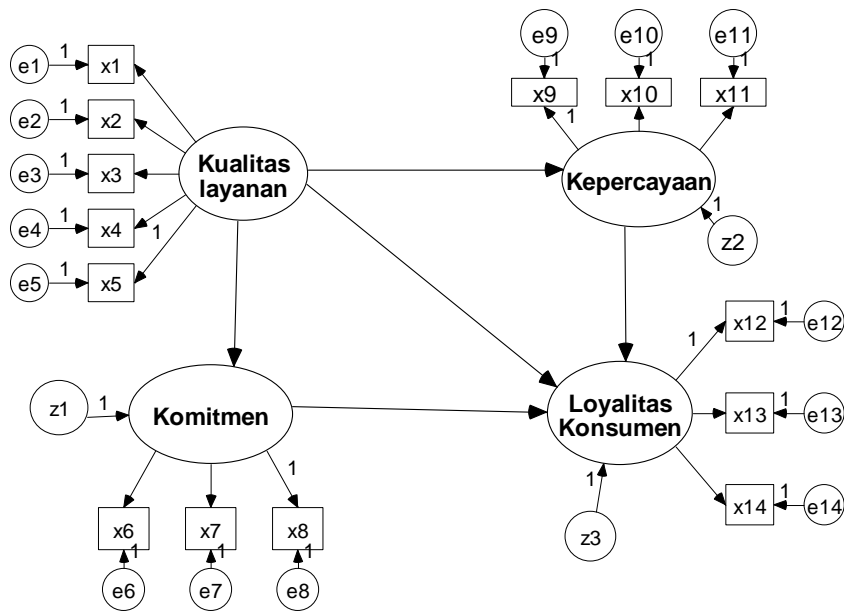 e1 1 x1
e2 1 x2
e3 1 x3
e4 1 x4
1
e5 1 x5
Kualitas
layanan
e9 e10 e11
1 1 1
x9 x10 x11
1
Kepercayaan
1
z2
z1 1
Komitmen
1
x6 x7 x8
1 1 1
e6 e7 e8
Loyalitas
Konsumen
1
z3
1
x12 1 e12
x13 1 e13
x14 1 e14